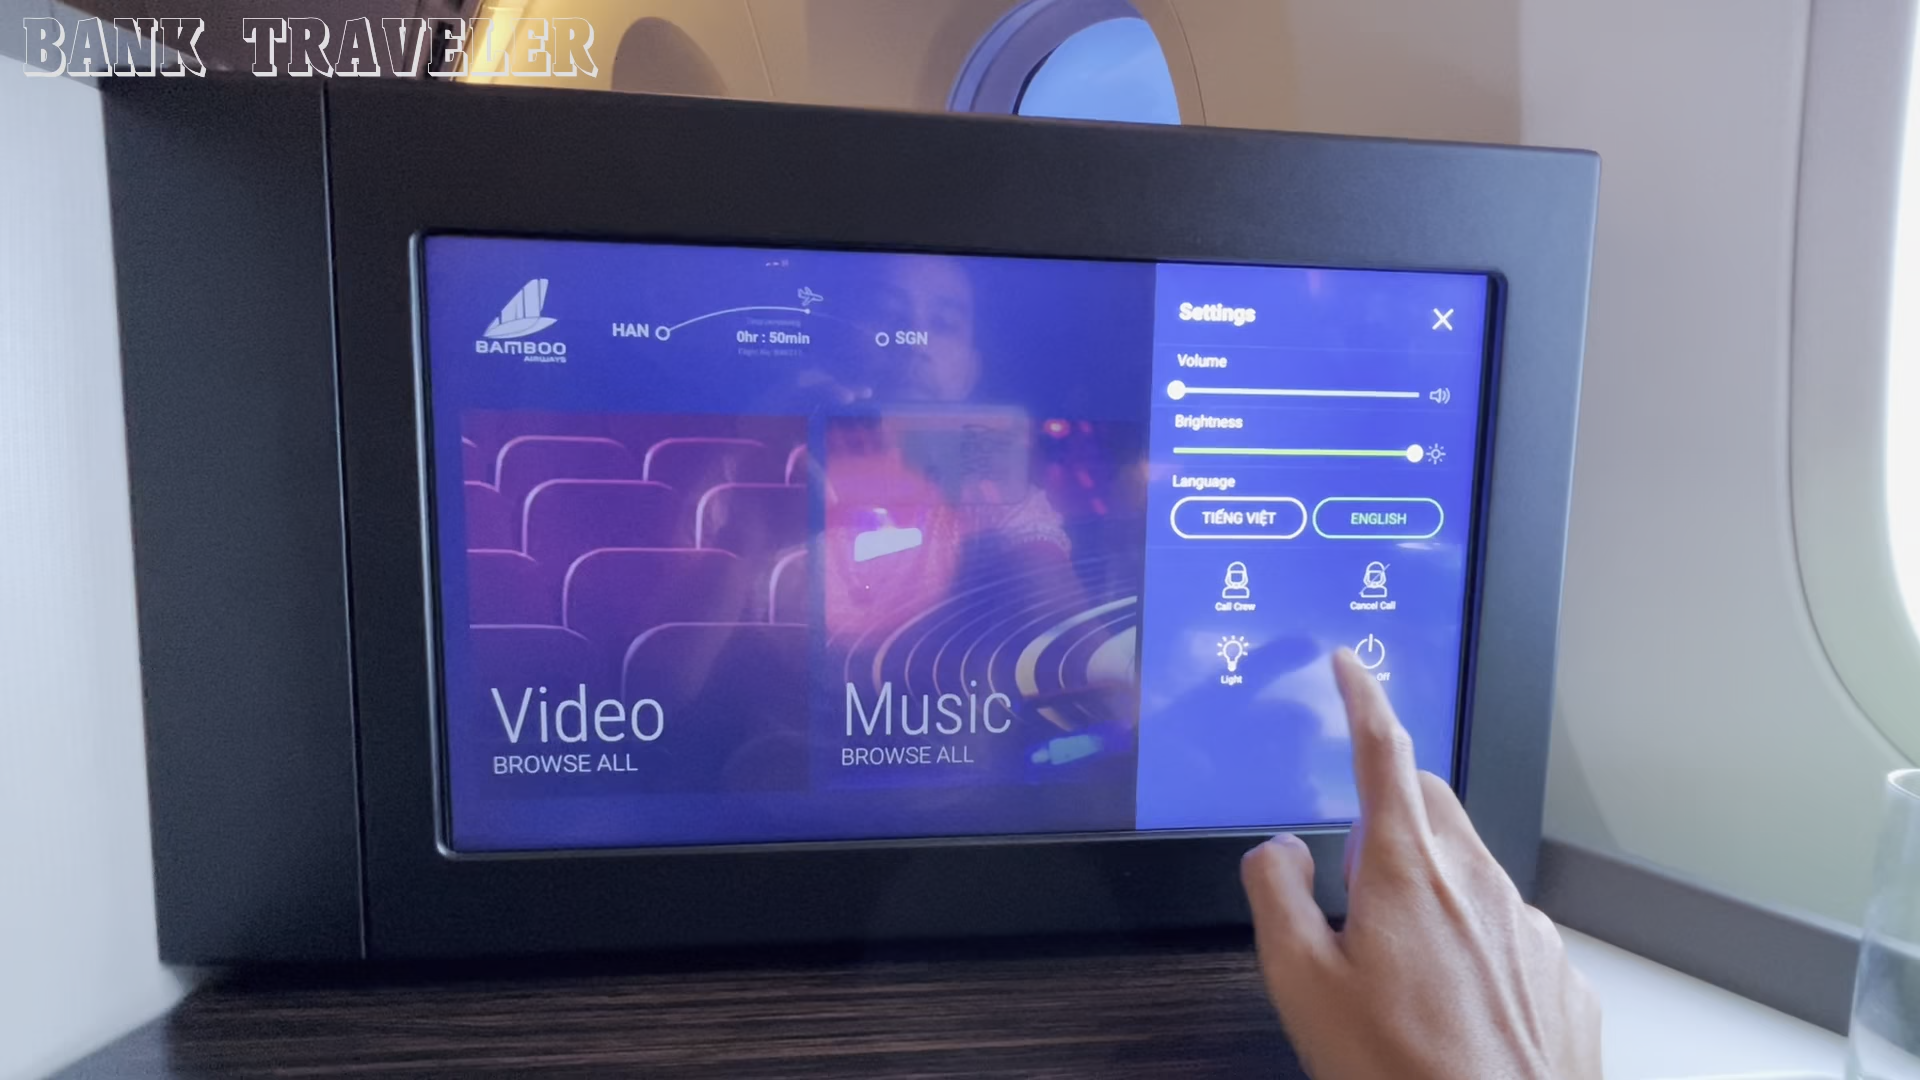 BANK TRAVELER
BAMBOO
AIRWAYS
HAN
0hr : 50min
SGN
Settings
Volume
Brightness
Language
TIẾNG VIỆT
ENGLISH
Call Crew
Cancel Call
Light
Off
Video
BROWSE ALL
Music
BROWSE ALL